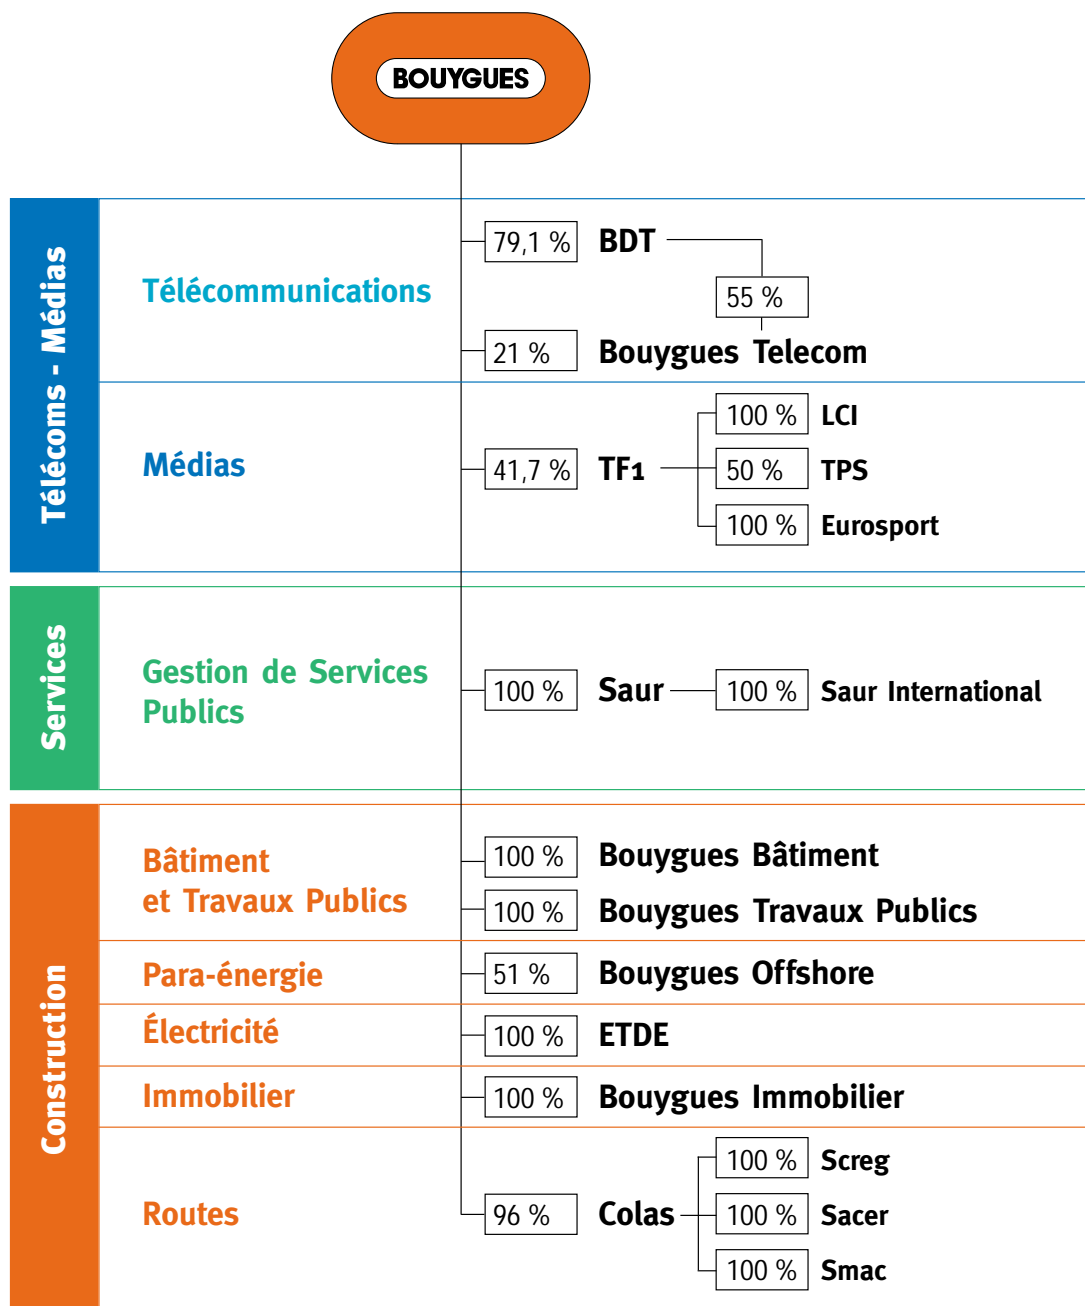 BOUYGUES
Télécoms - Médias
Télécommunications
79,1 % BDT
55 %
21 % Bouygues Telecom
Médias
41,7 % TF1
100 % LCI
50 % TPS
100 % Eurosport
Services
Gestion de Services
Publics
100 % Saur 100 % Saur International
Construction
Bâtiment
et Travaux Publics
100 % Bouygues Bâtiment
100 % Bouygues Travaux Publics
Para-énergie
51 % Bouygues Offshore
Électricité
100 % ETDE
Immobilier
100 % Bouygues Immobilier
Routes
96 % Colas
100 % Screg
100 % Sacer
100 % Smac